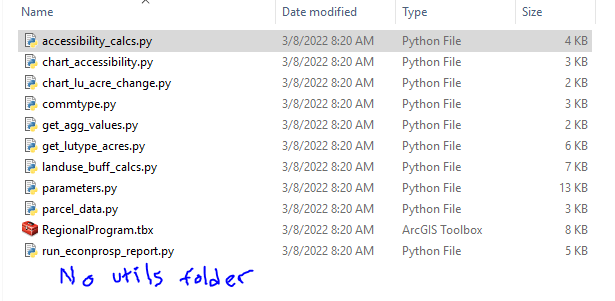 Name Date modified Type Size
accessibility_calcs.py 3/8/2022 8:20 AM Python File 4 KB
chart_accessibility.py 3/8/2022 8:20 AM Python File 3 KB
chart_lu_acre_change.py 3/8/2022 8:20 AM Python File 2 KB
commtype.py 3/8/2022 8:20 AM Python File 3 KB
get_agg_values.py 3/8/2022 8:20 AM Python File 2 KB
get_lutype_acres.py 3/8/2022 8:20 AM Python File 6 KB
landuse_buff_calcs.py 3/8/2022 8:20 AM Python File 7 KB
parameters.py 3/8/2022 8:20 AM Python File 13 KB
parcel_data.py 3/8/2022 8:20 AM Python File 3 KB
RegionalProgram.tbx 3/8/2022 8:20 AM ArcGIS Toolbox 8 KB
run_econprosp_report.py 3/8/2022 8:20 AM Python File 5 KB
No utils folder